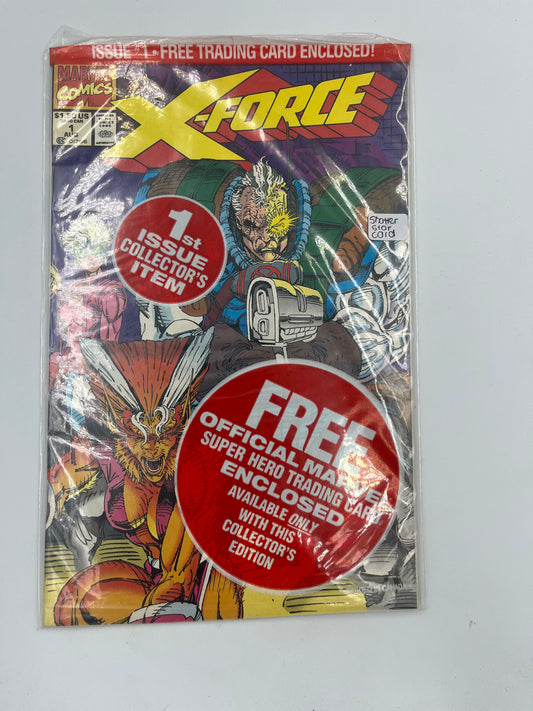 ISSUE #1 • FREE TRADING CARD ENCLOSED!
MARVEL
COMICS
X-FORCE
$1.50 US
1
AUG
Shatter
Star
card
1st
ISSUE
COLLECTOR'S
ITEM
FREE
OFFICIAL MARVEL
SUPER HERO TRADING CARD
ENCLOSED
AVAILABLE ONLY
WITH THIS
COLLECTOR'S
EDITION